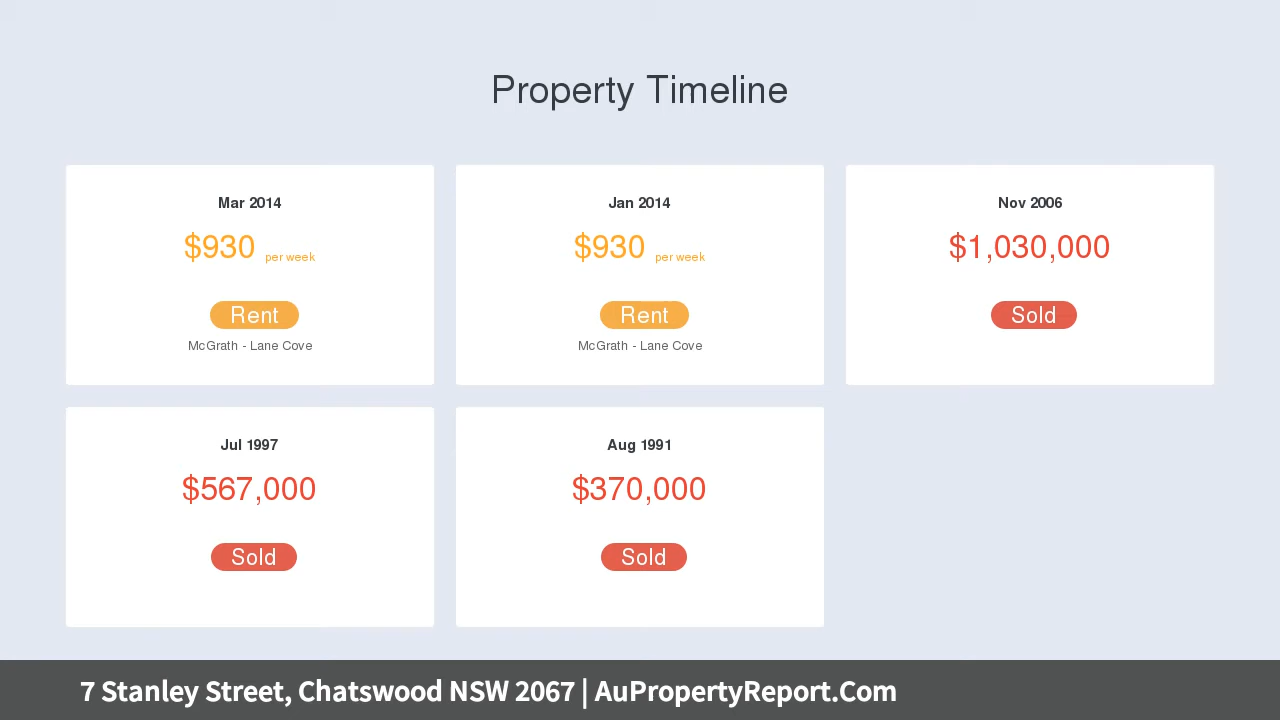 Property Timeline
Mar 2014
$930 per week
Rent
McGrath - Lane Cove
Jan 2014
$930 per week
Rent
McGrath - Lane Cove
Nov 2006
$1,030,000
Sold
Jul 1997
$567,000
Sold
Aug 1991
$370,000
Sold
7 Stanley Street, Chatswood NSW 2067 | AuPropertyReport.Com